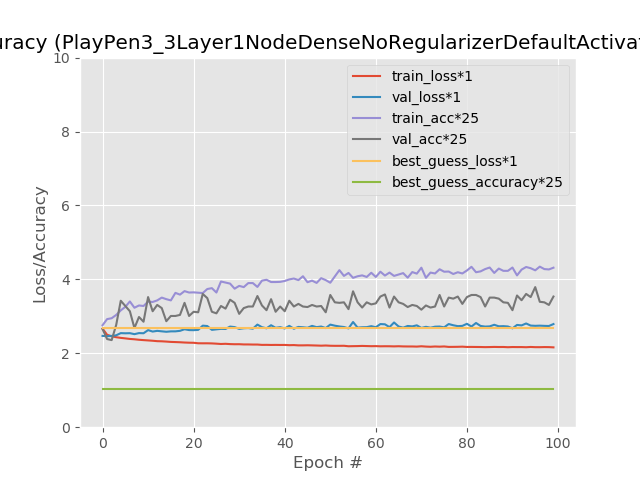 uracy (PlayPen3_3Layer1NodeDenseNoRegularizerDefaultActivat
10
8
6
4
2
0
Loss/Accuracy
train_loss*1
val_loss*1
train_acc*25
val_acc*25
best_guess_loss*1
best_guess_accuracy*25
0 20 40 60 80 100
Epoch #